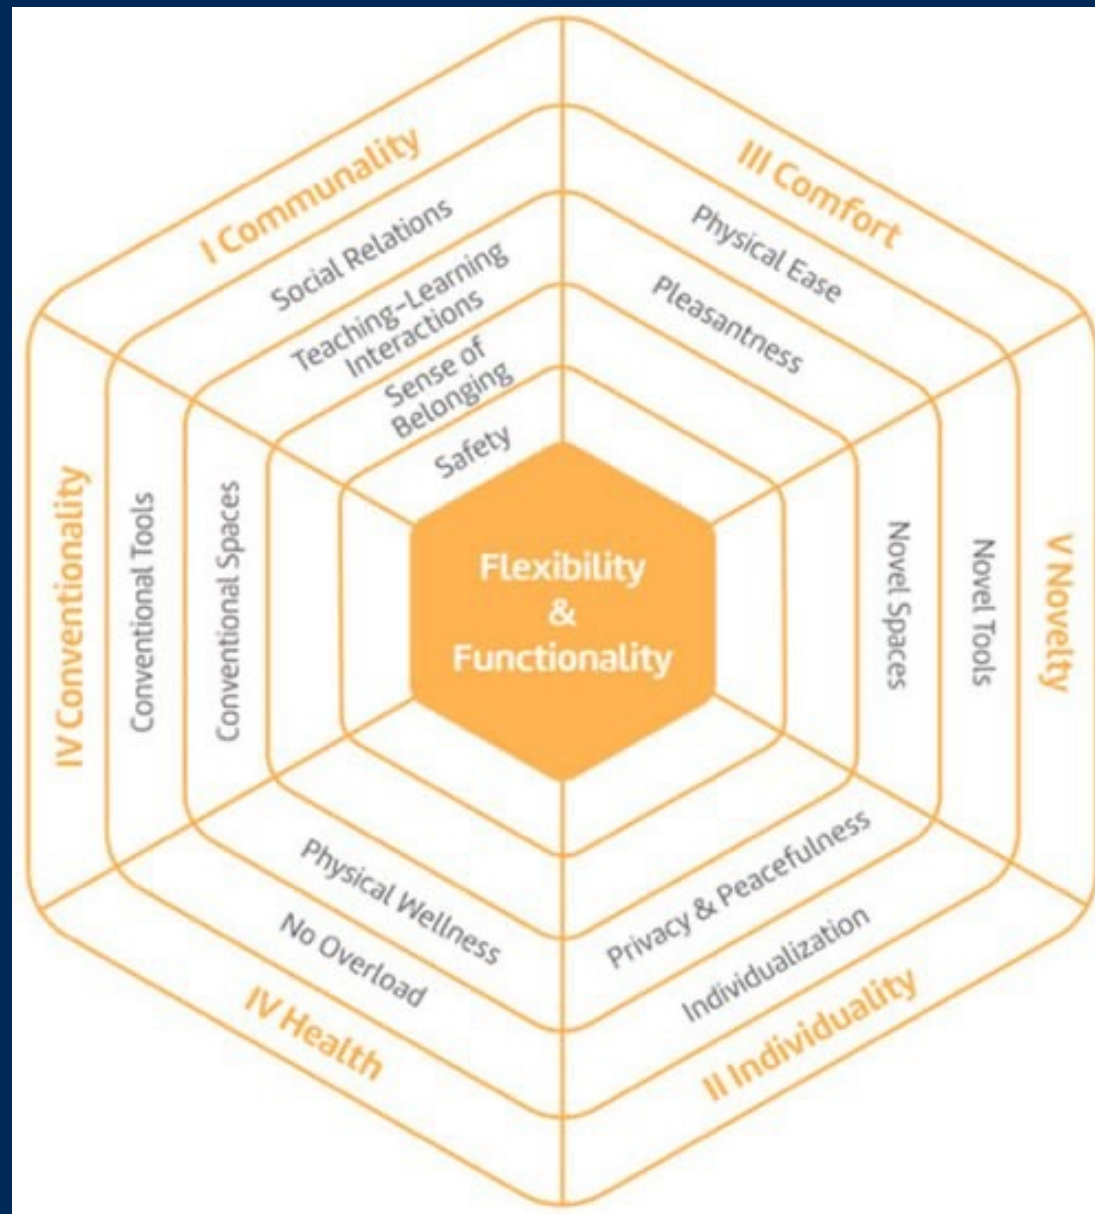 I Communality
Social Relations
Teaching-Learning
Interactions
Sense of
Belonging
Safety
III Comfort
Physical Ease
Pleasantness
V Novelty
Novel Tools
Novel Spaces
II Individuality
Individualization
Privacy & Peacefulness
IV Health
No Overload
Physical Wellness
IV Conventionality
Conventional Tools
Conventional Spaces
Flexibility
&
Functionality